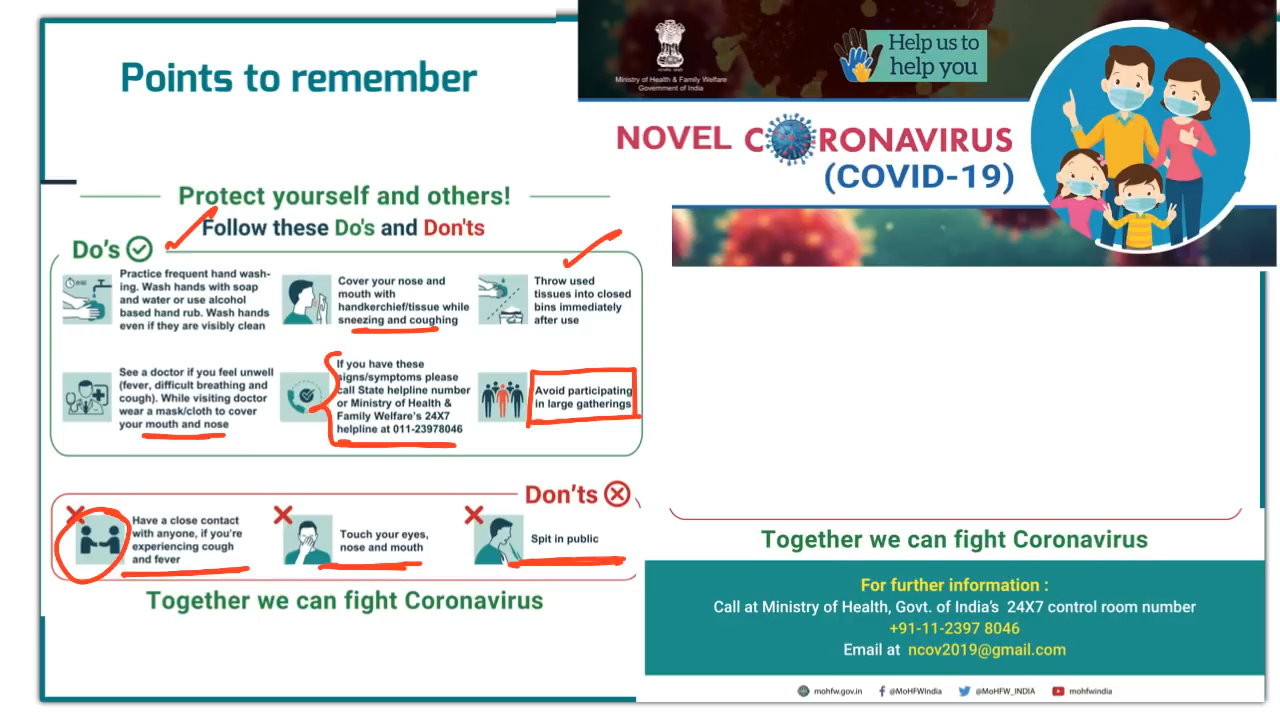 Points to remember
Protect yourself and others!
Follow these Do's and Don'ts
Do's
Practice frequent hand wash-
ing. Wash hands with soap
and water or use alcohol
based hand rub. Wash hands
even if they are visibly clean
Cover your nose and
mouth with
handkerchief/tissue while
sneezing and coughing
Throw used
tissues into closed
bins immediately
after use
See a doctor if you feel unwell
(fever, difficult breathing and
cough). While visiting doctor
wear a mask/cloth to cover
your mouth and nose
If you have these
signs/symptoms please
call State helpline number
or Ministry of Health &
Family Welfare's 24X7
helpline at 011-23978046
Avoid participating
in large gatherings
Don'ts
Have a close contact
with anyone, if you're
experiencing cough
and fever
Touch your eyes,
nose and mouth
Spit in public
Together we can fight Coronavirus
Ministry of Health & Family Welfare
Government of India
Help us to
help you
NOVEL CORONAVIRUS
(COVID-19)
Together we can fight Coronavirus
For further information :
Call at Ministry of Health, Govt. of India's 24X7 control room number
+91-11-2397 8046
Email at ncov2019@gmail.com
mohfw.gov.in @MoHFWIndia @MoHFW_INDIA mohfwindia